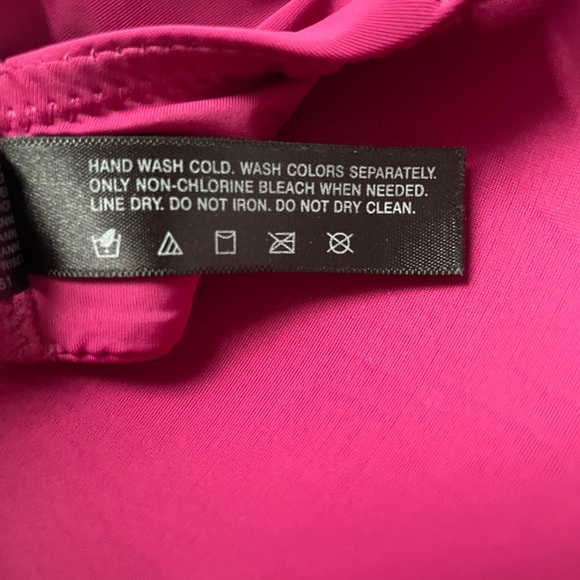 HAND WASH COLD. WASH COLORS SEPARATELY.
ONLY NON-CHLORINE BLEACH WHEN NEEDED.
LINE DRY. DO NOT IRON. DO NOT DRY CLEAN.